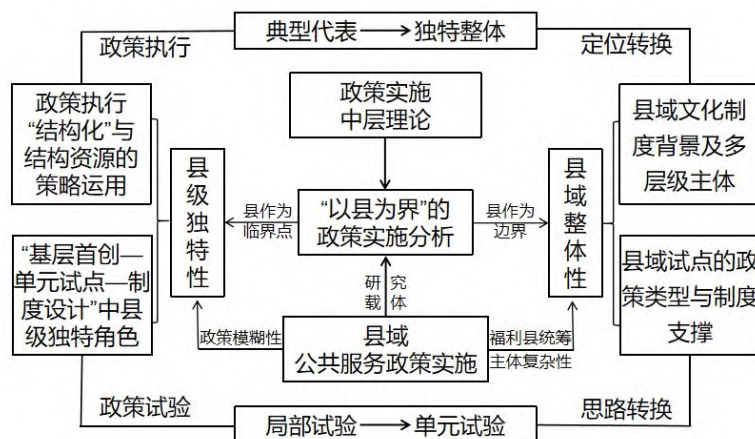 典型代表 独特整体
政策执行
定位转换
政策执行
“结构化”与
结构资源的
策略运用
“基层首创—
单元试点—制
度设计”中县
级独特角色
县
级
独
特
性
政策实施
中层理论
县作为
临界点
“以县为界”的
政策实施分析
县作为
边界
研 究
载 体
政策模糊性
县域
公共服务政策实施
福利县统筹
主体复杂性
县
域
整
体
性
县域文化制
度背景及多
层级主体
县域试点的政
策类型与制度
支撑
政策试验
局部试验 单元试验
思路转换